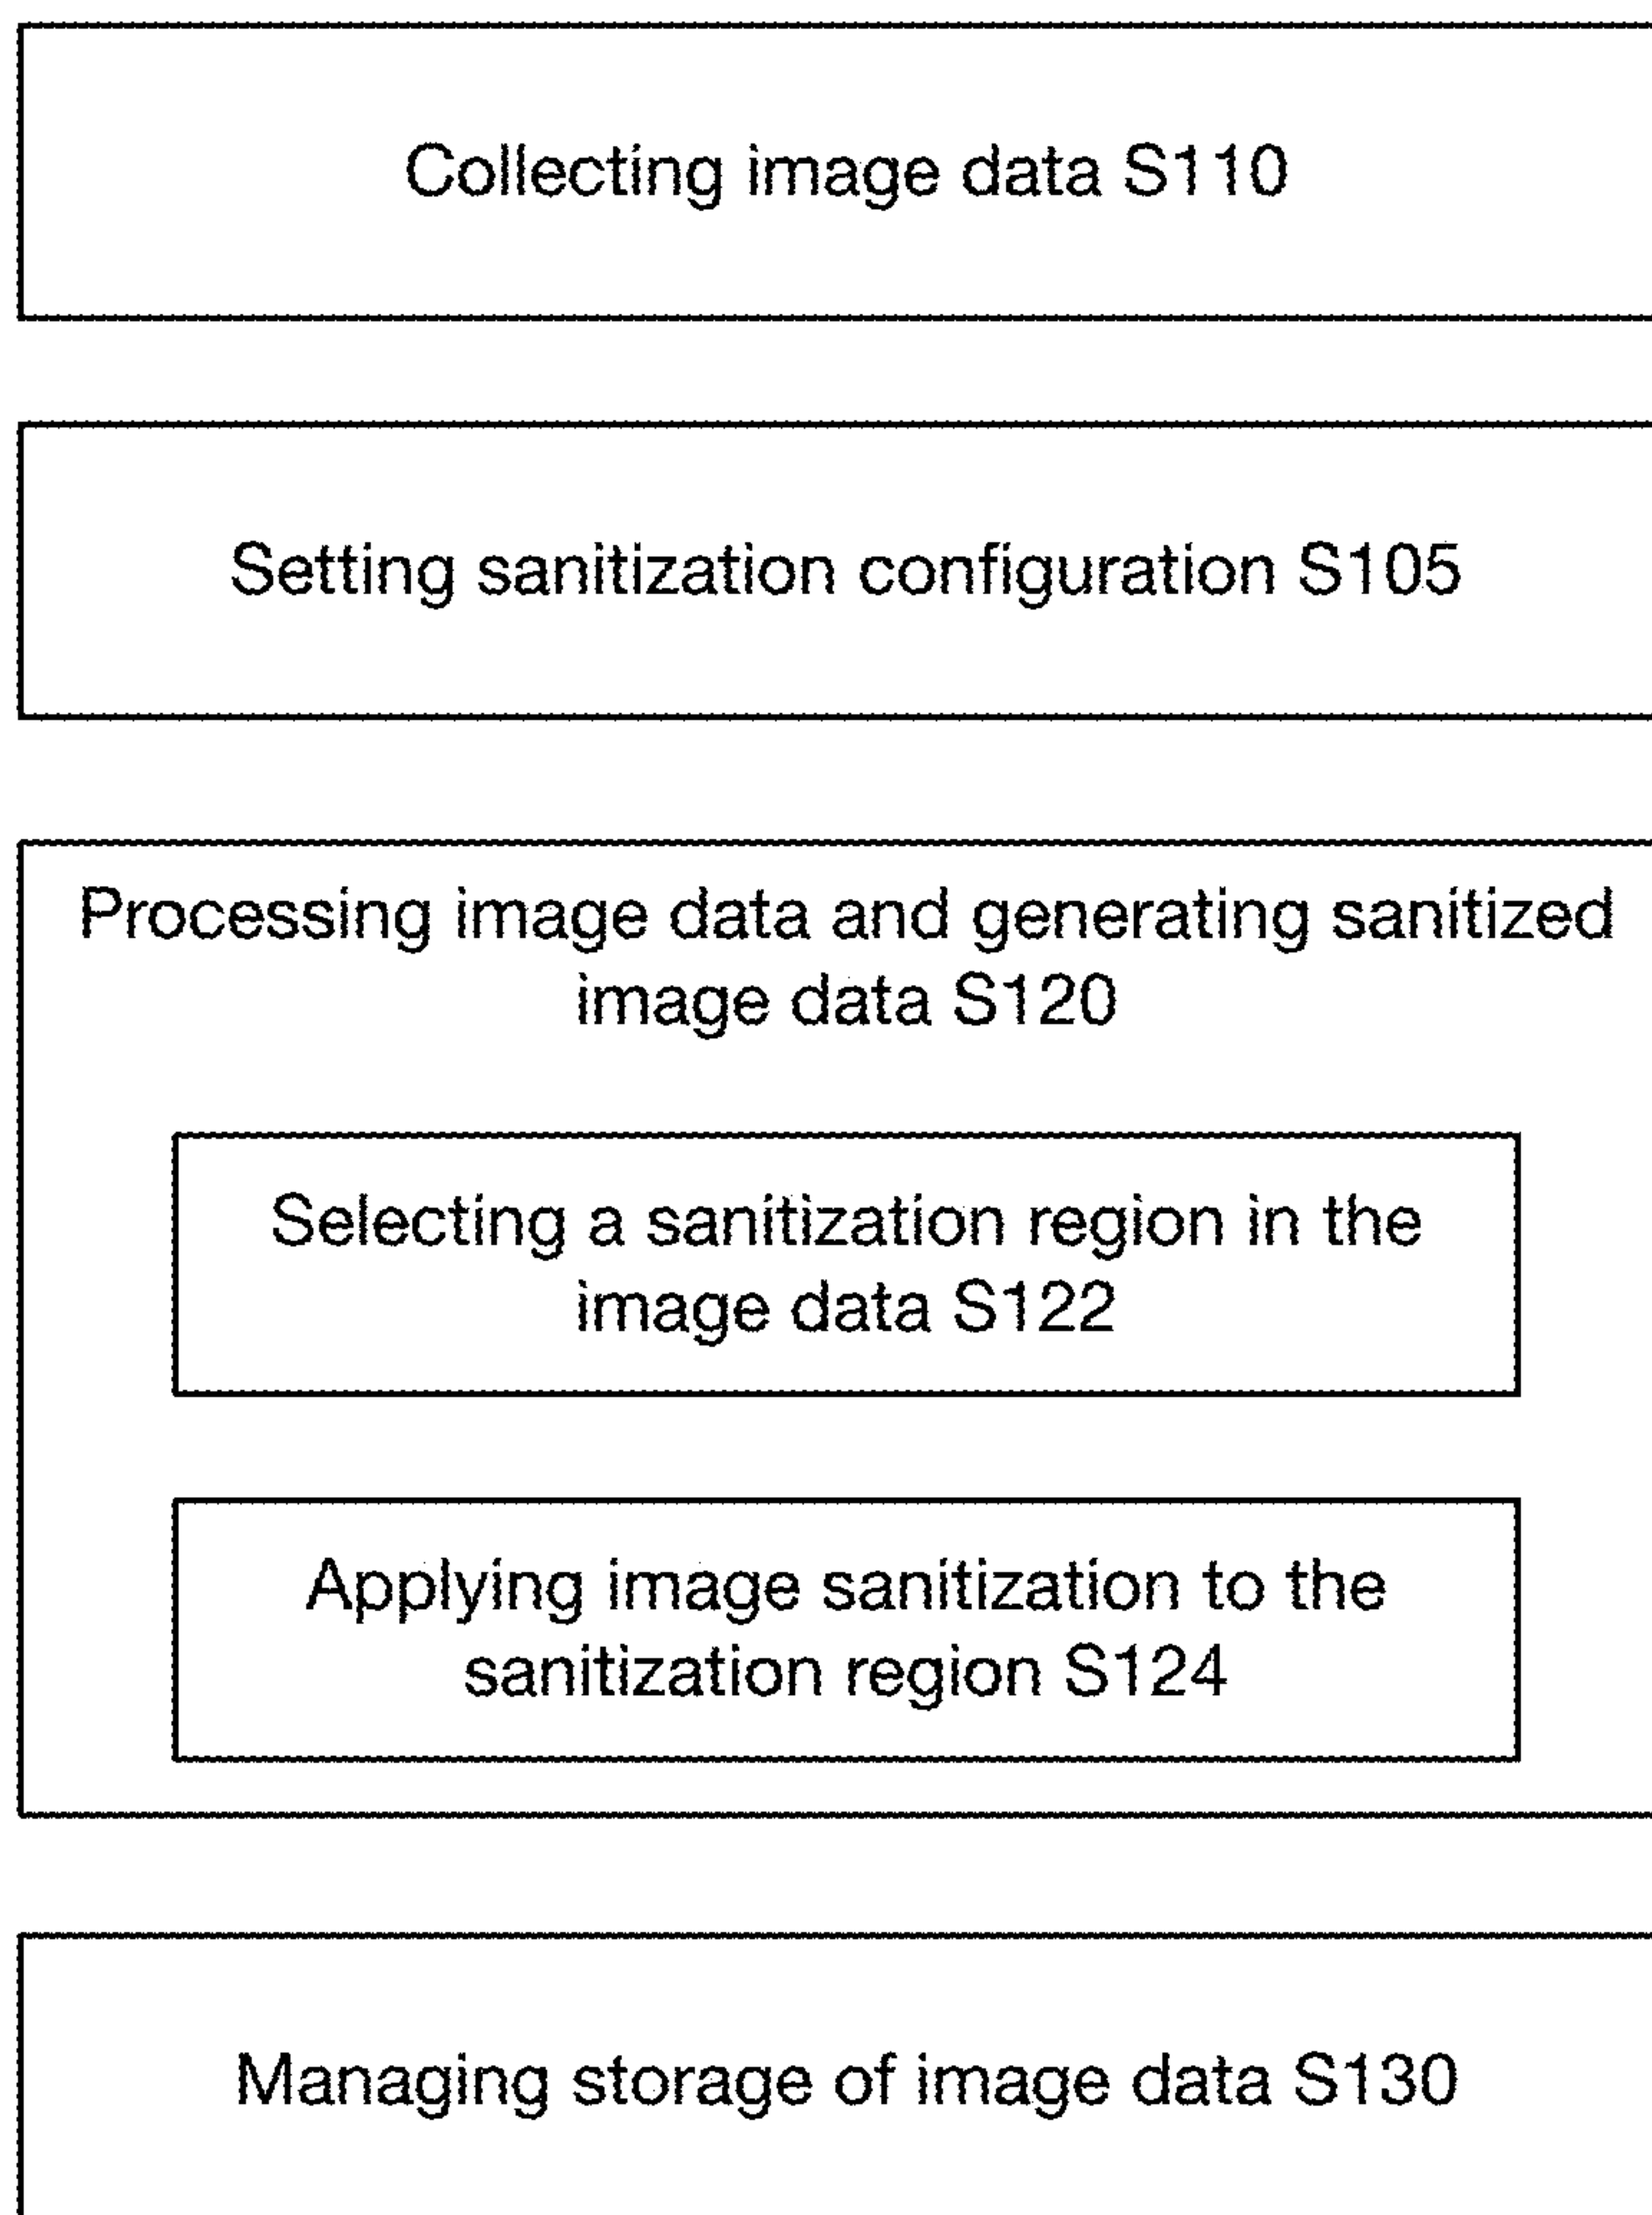 Collecting image data S110
Setting sanitization configuration S105
Processing image data and generating sanitized
image data S120
Selecting a sanitization region in the
image data S122
Applying image sanitization to the
sanitization region S124
Managing storage of image data S130